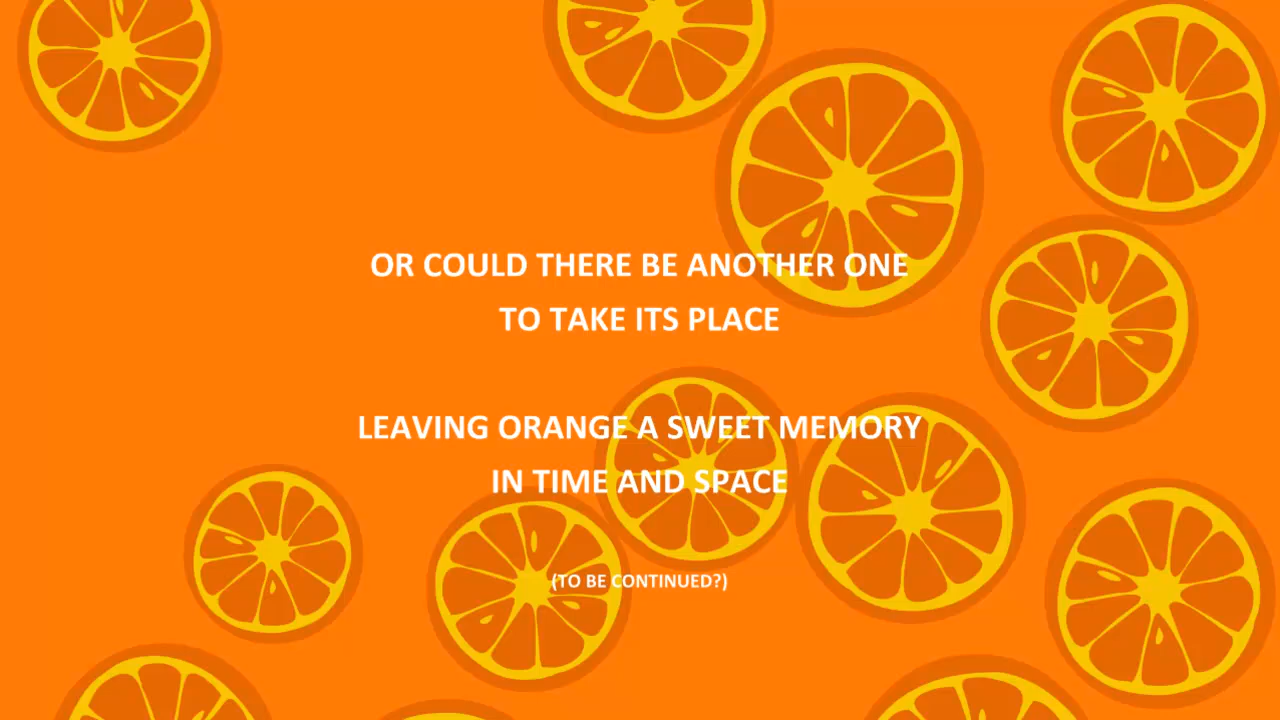 OR COULD THERE BE ANOTHER ONE
TO TAKE ITS PLACE
LEAVING ORANGE A SWEET MEMORY
IN TIME AND SPACE
(TO BE CONTINUED?)